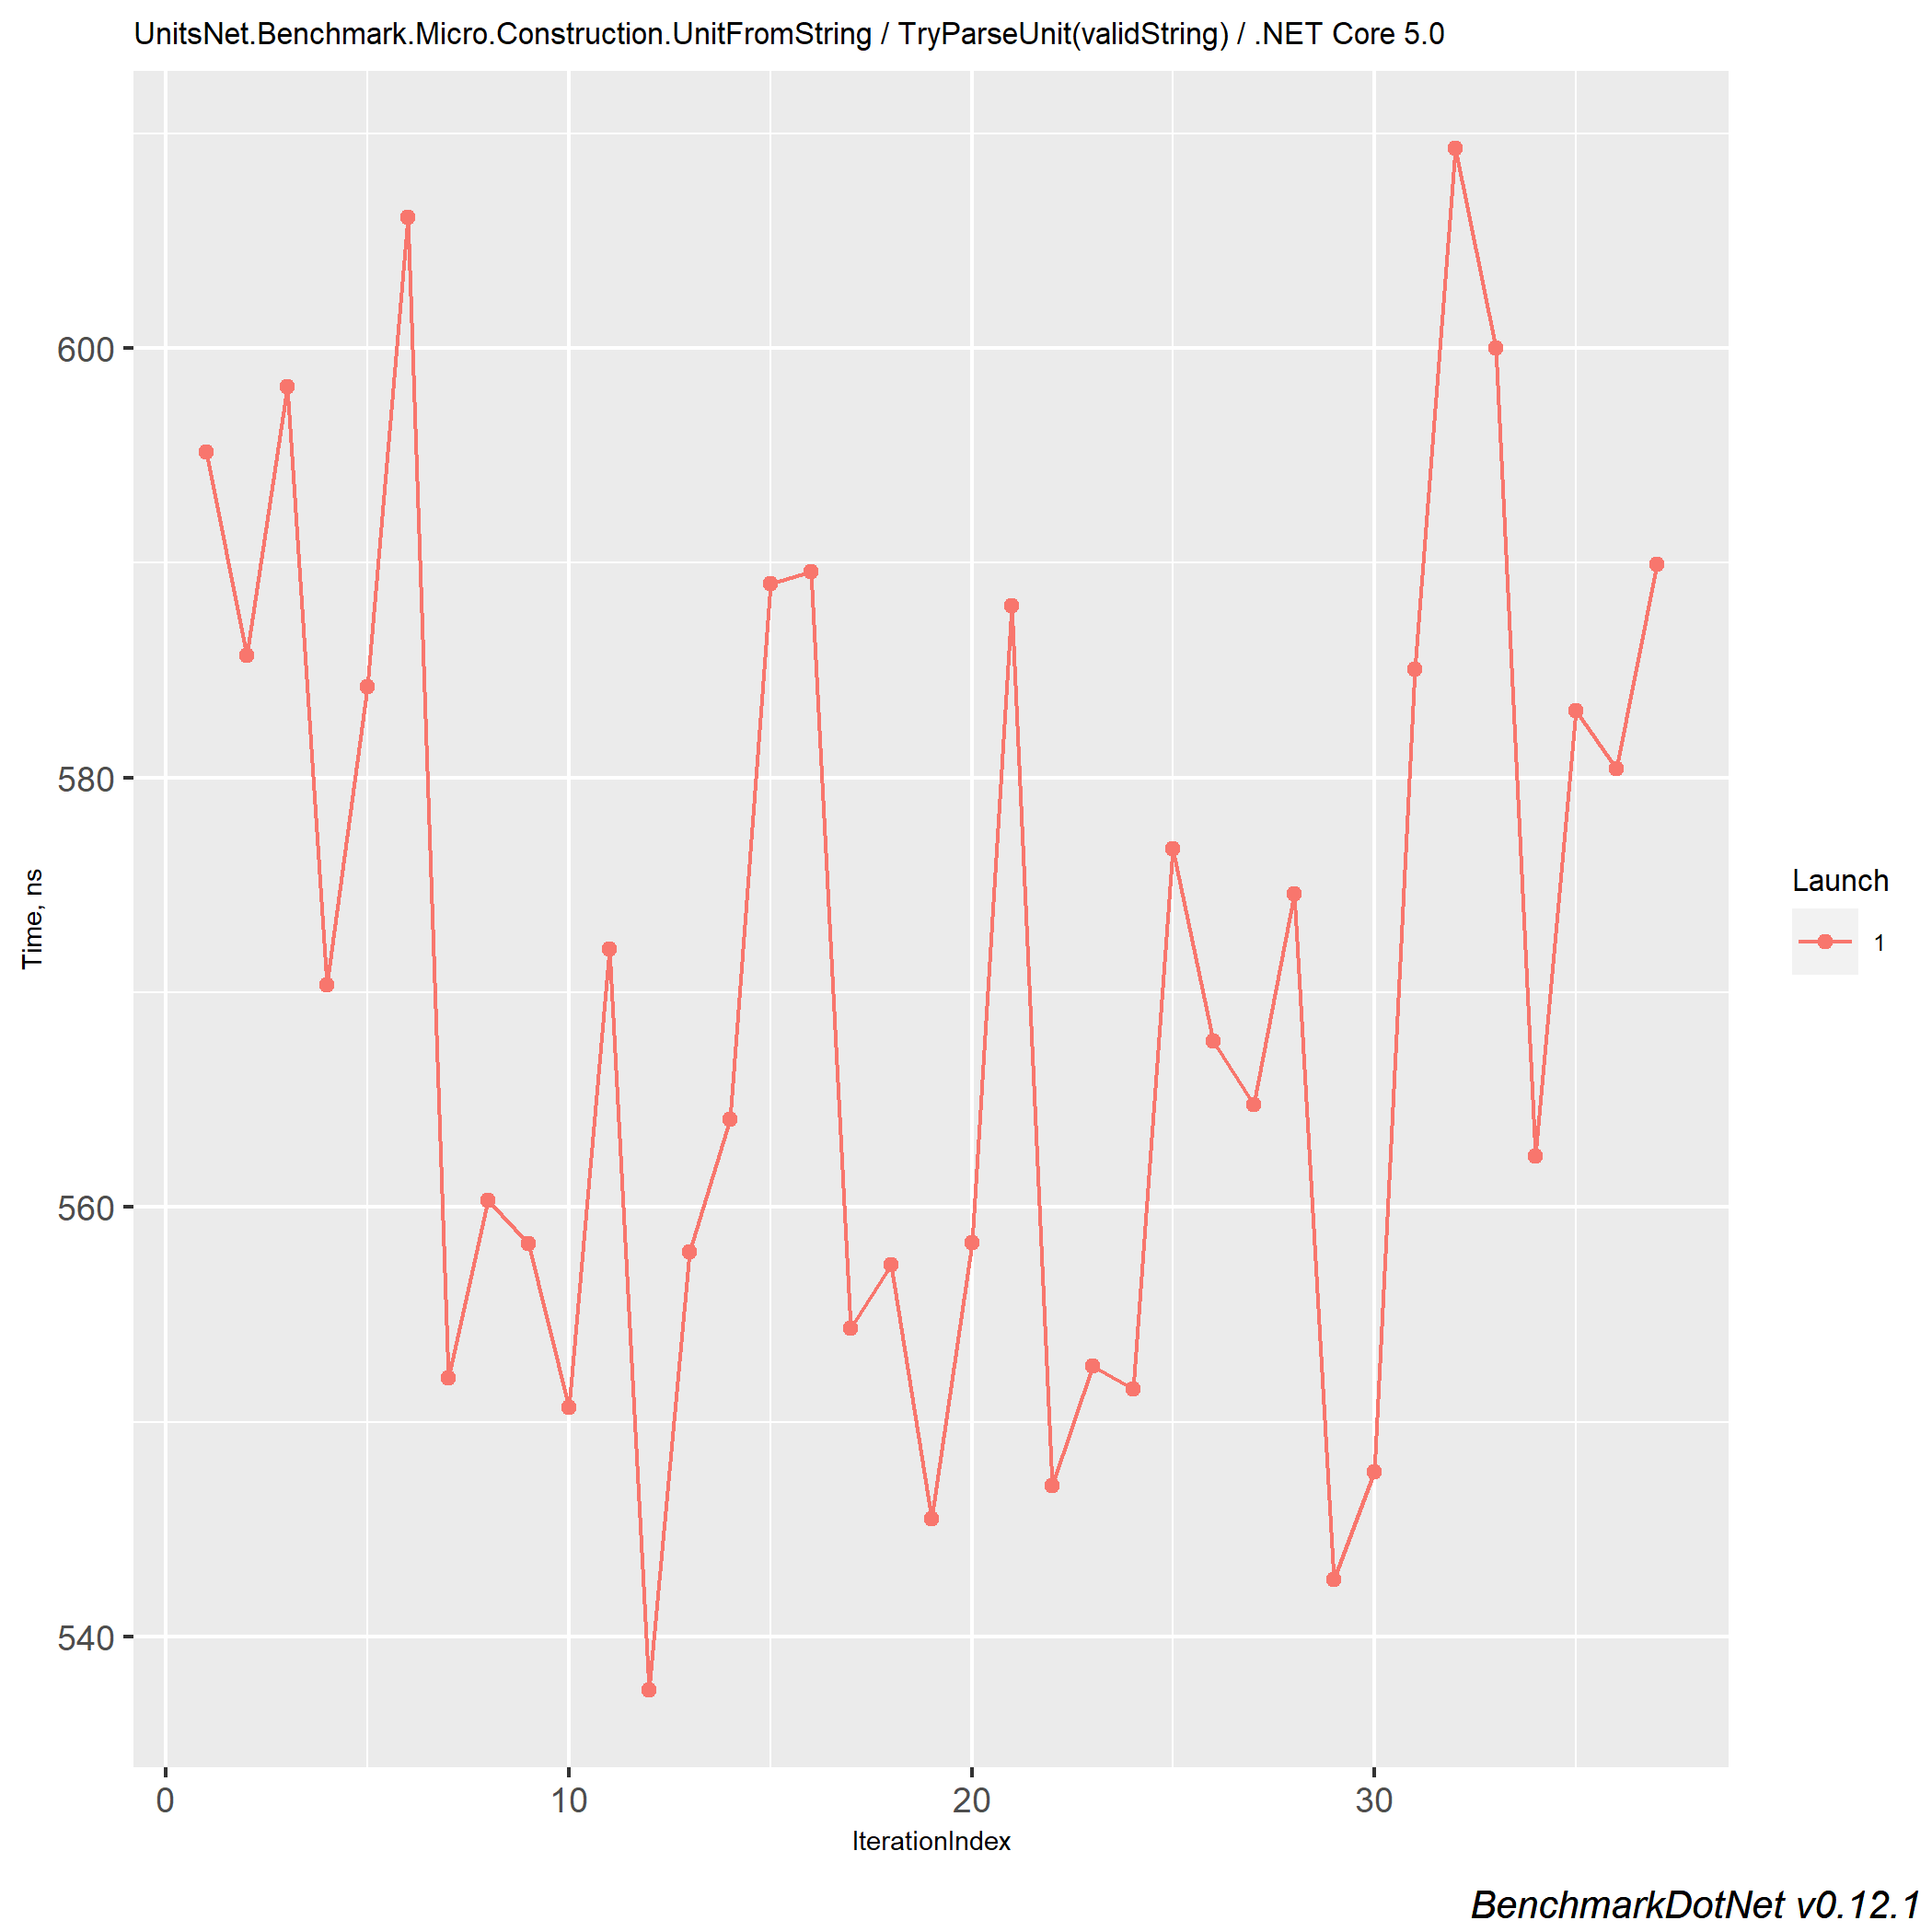 UnitsNet.Benchmark.Micro.Construction.UnitFromString / TryParseUnit(validString) / .NET Core 5.0
600
580
560
540
Time, ns
0 10 20 30
IterationIndex
Launch
1
BenchmarkDotNet v0.12.1